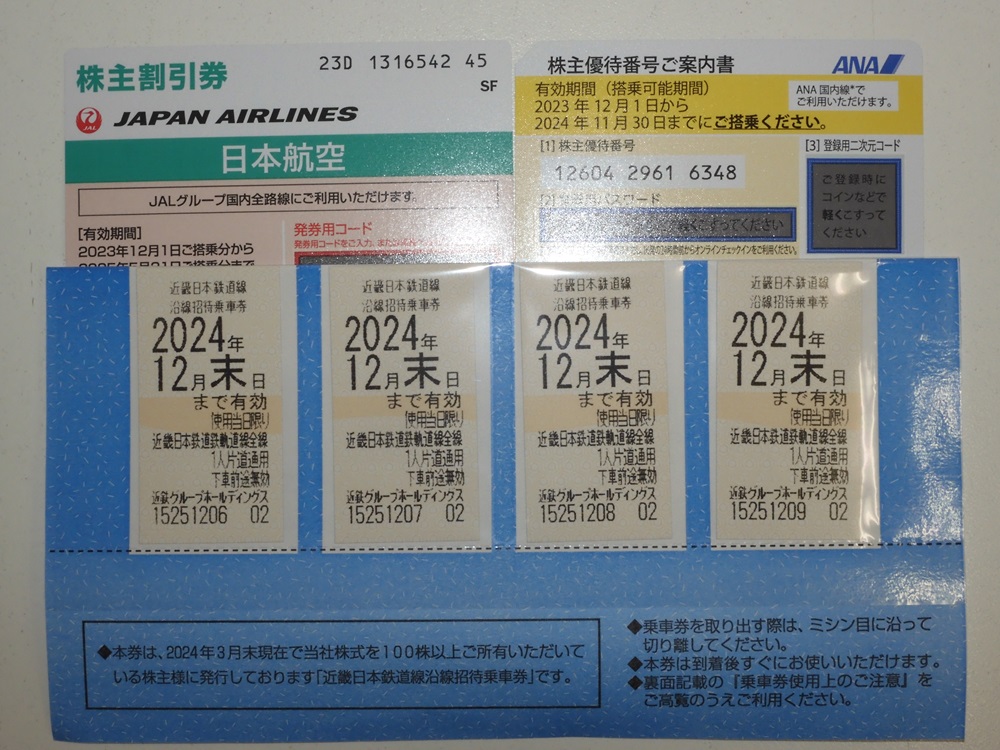 株主割引券
23D 1316542 45
SF
JAL
JAPAN AIRLINES
日本航空
JALグループ国内全路線にご利用いただけます。
[有効期間]
2023年12月1日ご搭乗分から
発券用コード
株主優待番号ご案内書
ANA
有効期間（搭乗可能期間）
2023年12月1日から
2024年11月30日までにご搭乗ください。
ANA国内線*で
ご利用いただけます。
[1] 株主優待番号
12604 2961 6348
[3] 登録用二次元コード
ご登録時に
コインなどで
軽くこすって
ください
軽くこすってください
近畿日本鉄道線
沿線招待乗車券
2024年
12月末日
まで有効
(使用当日限り)
近畿日本鉄道鉄軌道線全線
1人片道通用
下車前途無効
近鉄グループホールディングス
15251206 02
近畿日本鉄道線
沿線招待乗車券
2024年
12月末日
まで有効
(使用当日限り)
近畿日本鉄道鉄軌道線全線
1人片道通用
下車前途無効
近鉄グループホールディングス
15251207 02
近畿日本鉄道線
沿線招待乗車券
2024年
12月末日
まで有効
(使用当日限り)
近畿日本鉄道鉄軌道線全線
1人片道通用
下車前途無効
近鉄グループホールディングス
15251208 02
近畿日本鉄道線
沿線招待乗車券
2024年
12月末日
まで有効
(使用当日限り)
近畿日本鉄道鉄軌道線全線
1人片道通用
下車前途無効
近鉄グループホールディングス
15251209 02
◆本券は、2024年3月末現在で当社株式を100株以上ご所有いただいて
いる株主様に発行しております「近畿日本鉄道線沿線招待乗車券」です。
◆乗車券を取り出す際は、ミシン目に沿って
切り離してください。
◆本券は到着後すぐにお使いいただけます。
◆裏面記載の『乗車券使用上のご注意』を
ご高覧のうえご利用ください。